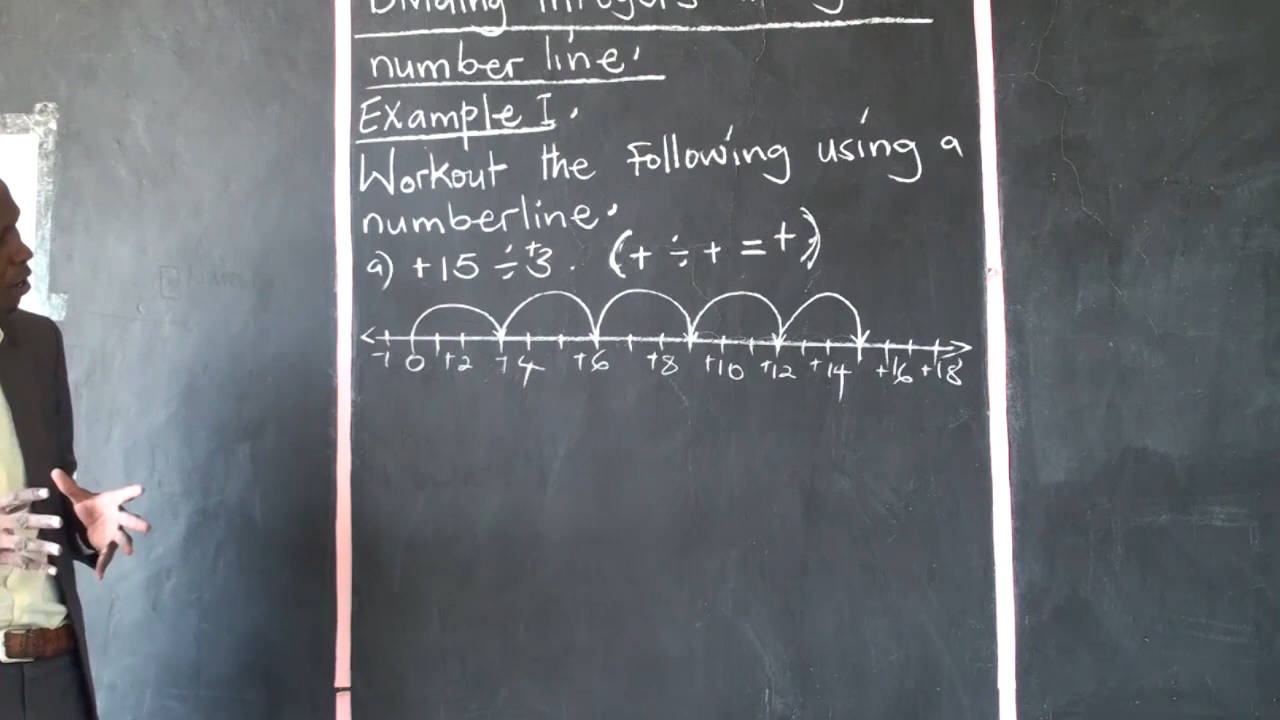 Dividing Integers
number line.
Example I.
Workout the following using a
numberline.
a) +15 ÷ +3. (+ ÷ + = +)
-1 0 +2 +4 +6 +8 +10 +12 +14 +16 +18